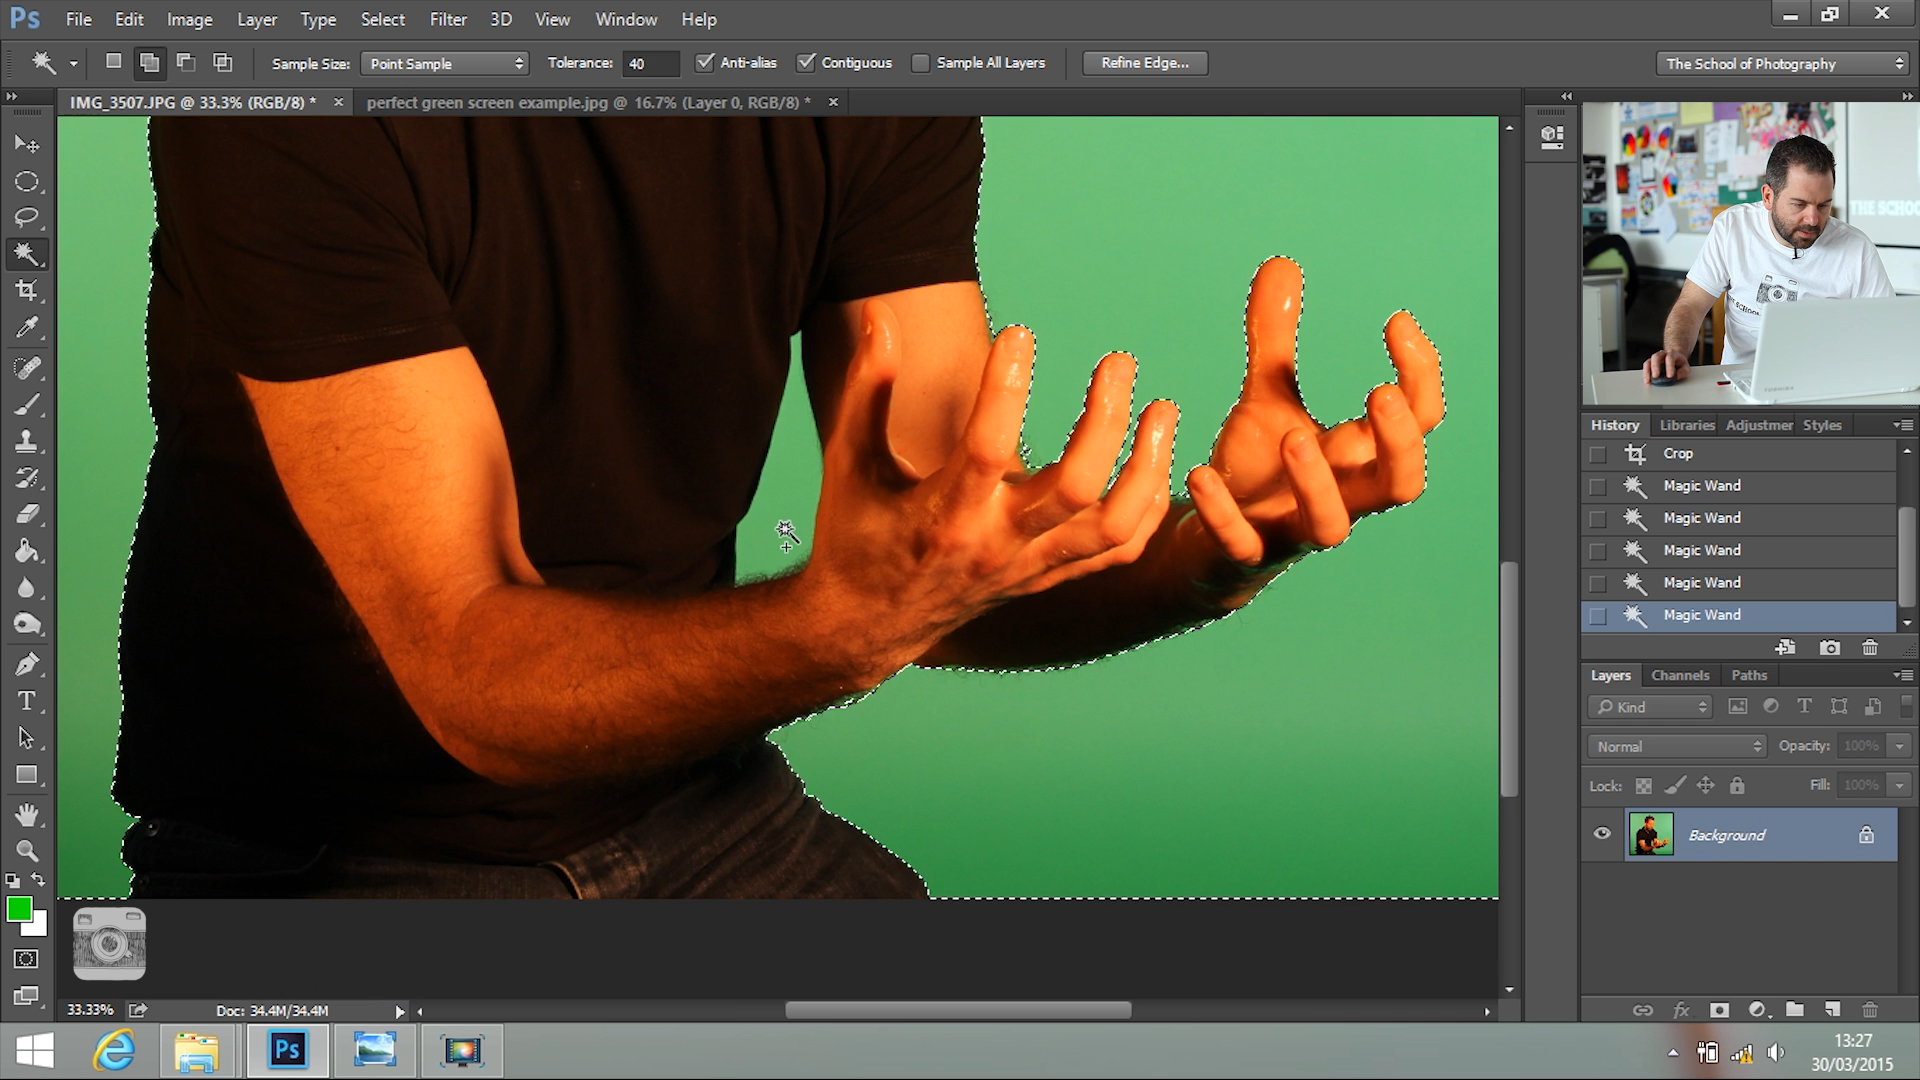 Ps File Edit Image Layer Type Select Filter 3D View Window Help
Sample Size: Point Sample Tolerance: 40 Anti-alias Contiguous Sample All Layers Refine Edge... The School of Photography
IMG_3507.JPG @ 33.3% (RGB/8) * × perfect green screen example.jpg @ 16.7% (Layer 0, RGB/8) * ×
THE SCHOO
TOSHIBA
History Libraries Adjustmer Styles
Crop
Magic Wand
Magic Wand
Magic Wand
Magic Wand
Magic Wand
Layers Channels Paths
Kind
Normal Opacity: 100%
Lock: Fill: 100%
Background
33.33% Doc: 34.4M/34.4M
Ps
13:27
30/03/2015